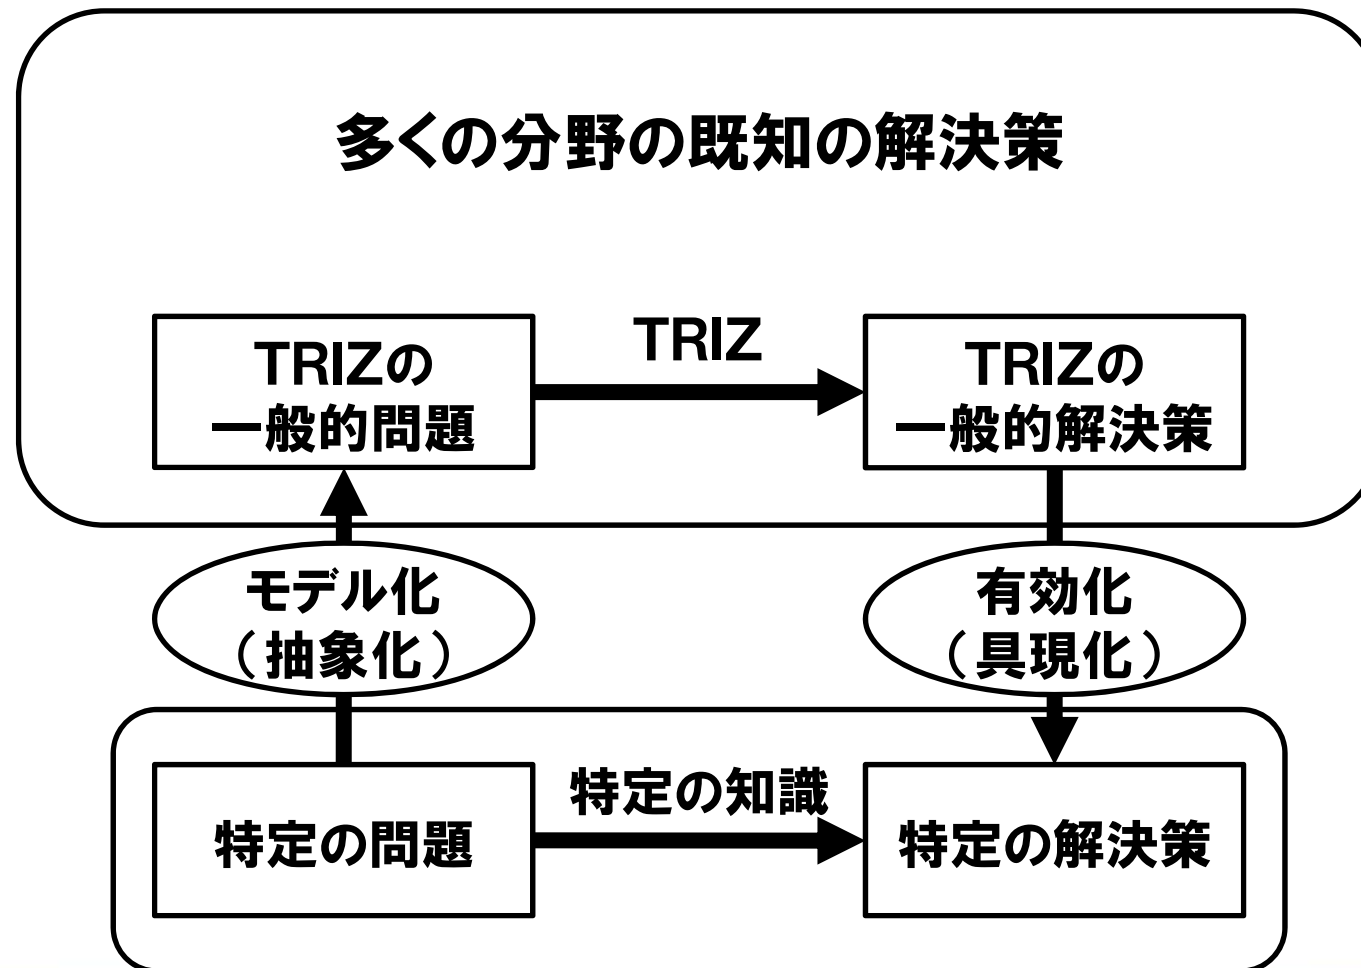 多くの分野の既知の解決策
TRIZ
TRIZの
一般的問題
TRIZの
一般的解決策
モデル化
（抽象化）
有効化
（具現化）
特定の知識
特定の問題
特定の解決策